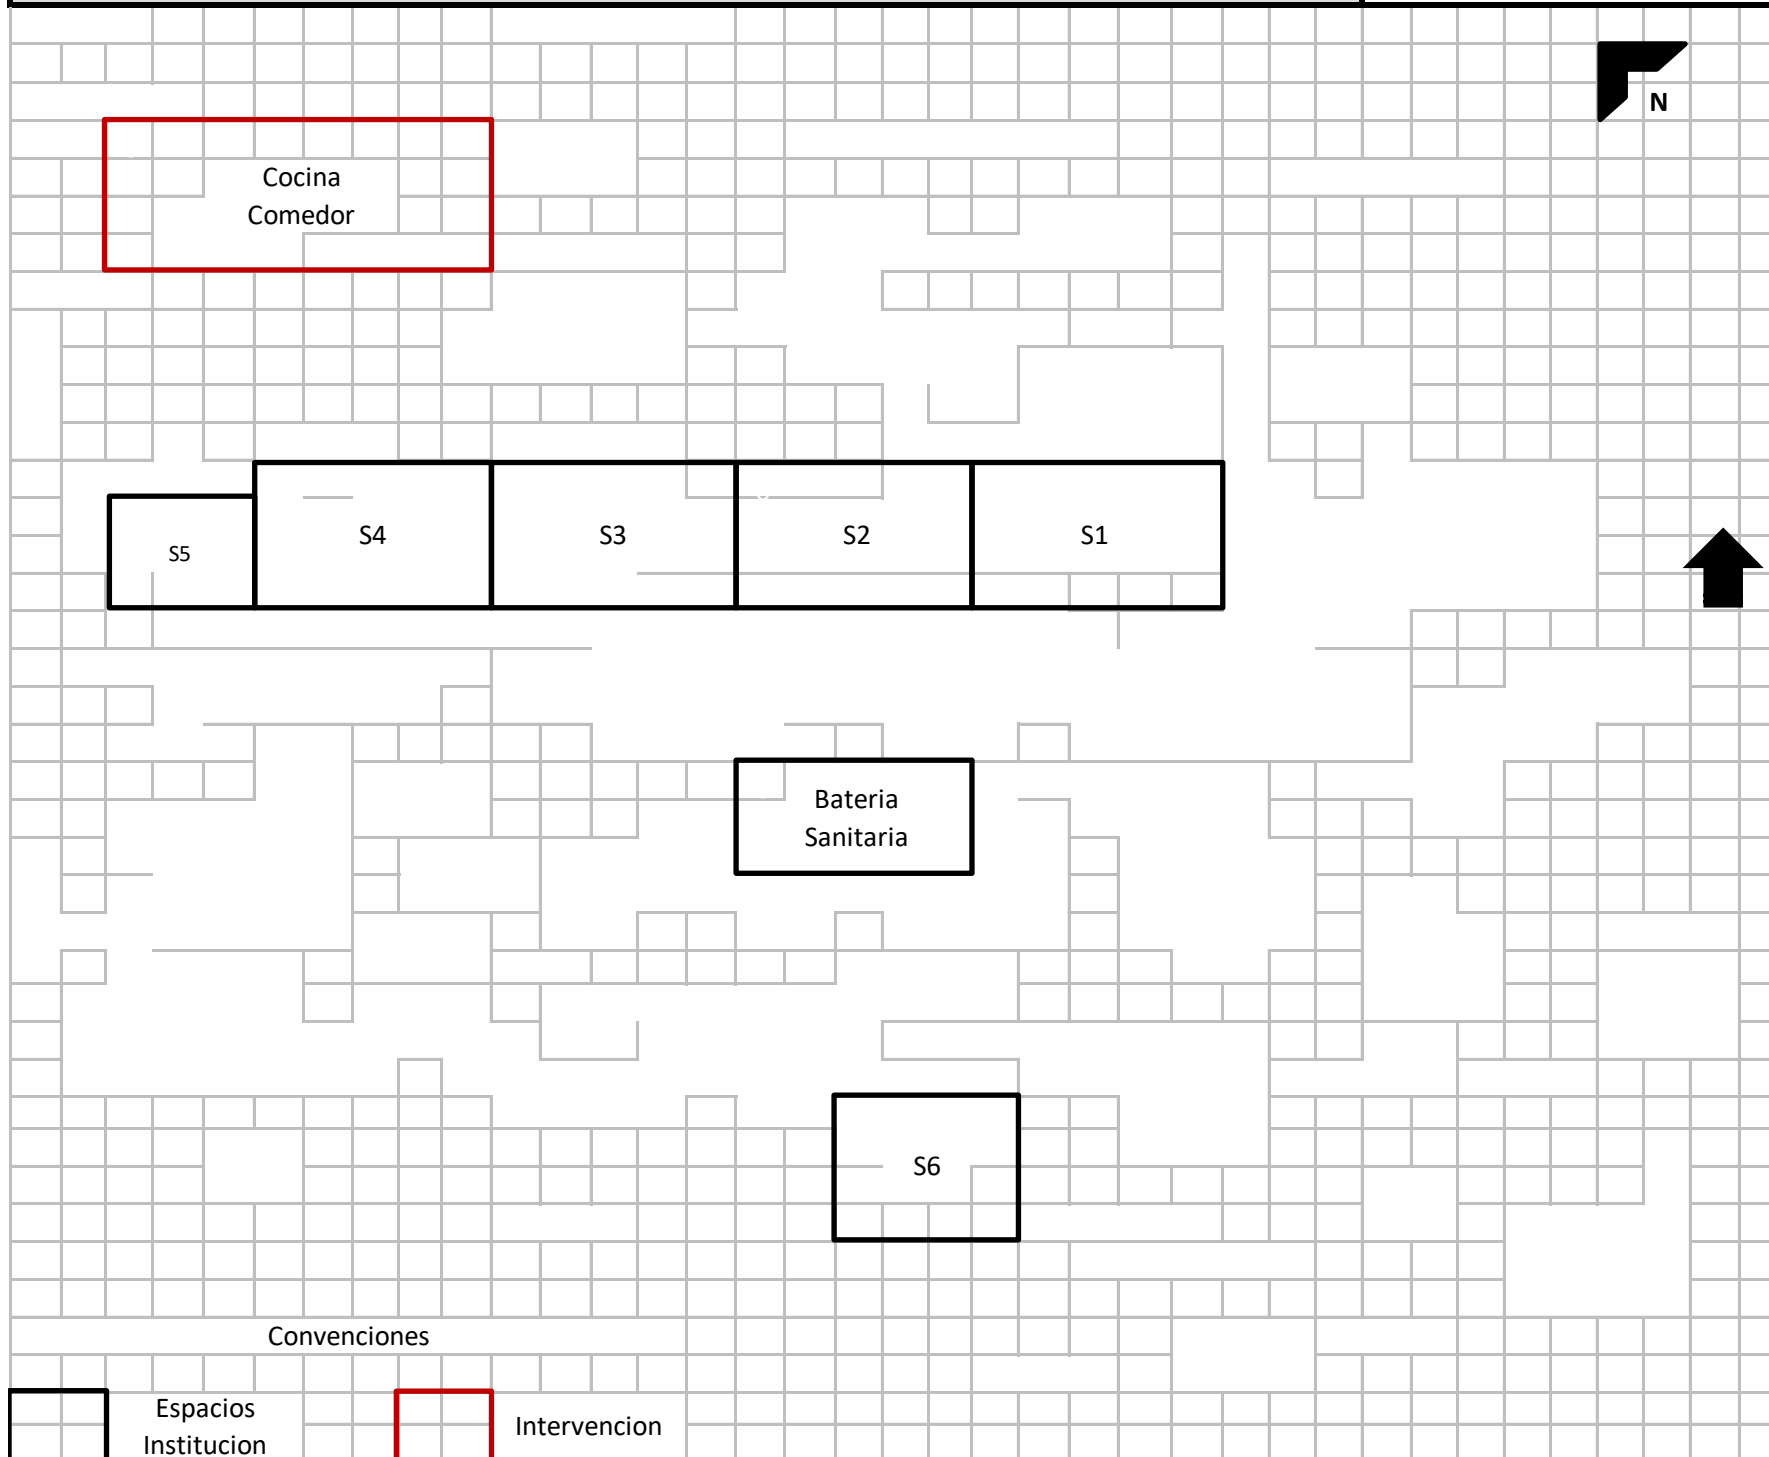 N
Cocina
Comedor
S5
S4
S3
S2
S1
Bateria
Sanitaria
S6
Convenciones
Espacios
Institucion
Intervencion